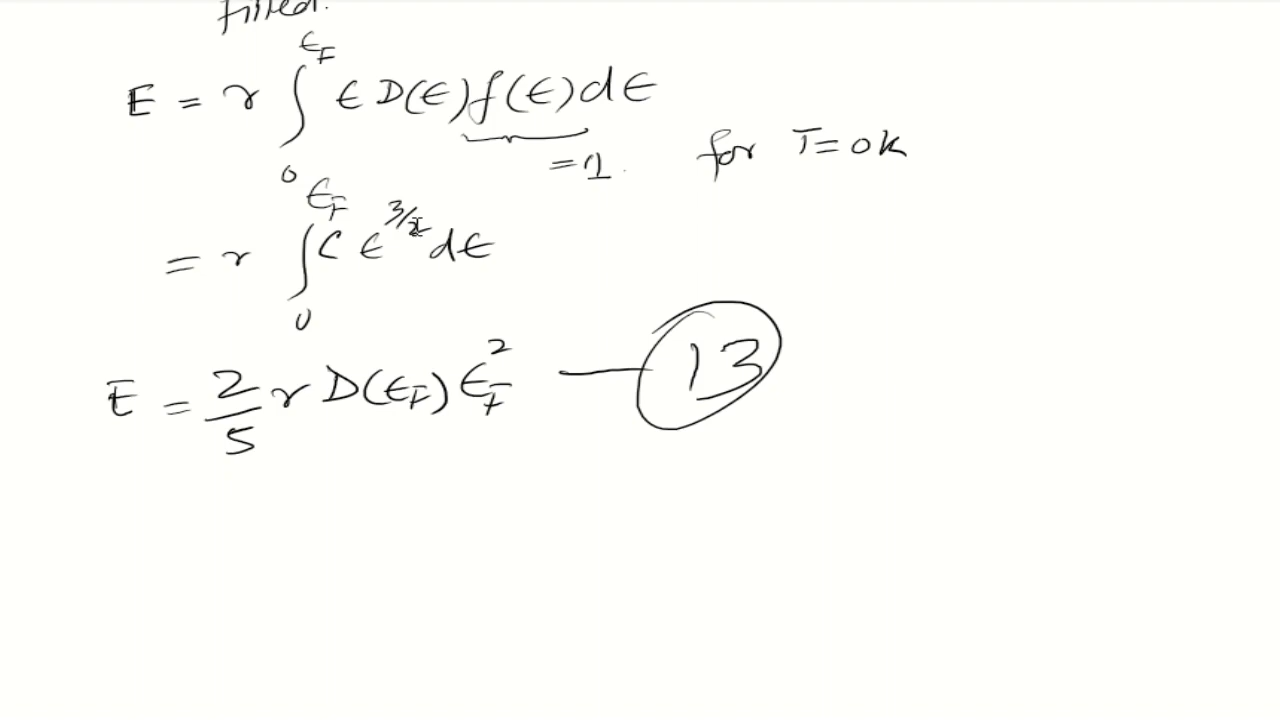 filled.
E = r ∫₀^ϵ_F ϵ D(ϵ) f(ϵ) dϵ
= 1 for T = 0K
= r ∫₀^ϵ_F C ϵ^3/2 dϵ
E = 2/5 r D(ϵ_F) ϵ_F² — 13